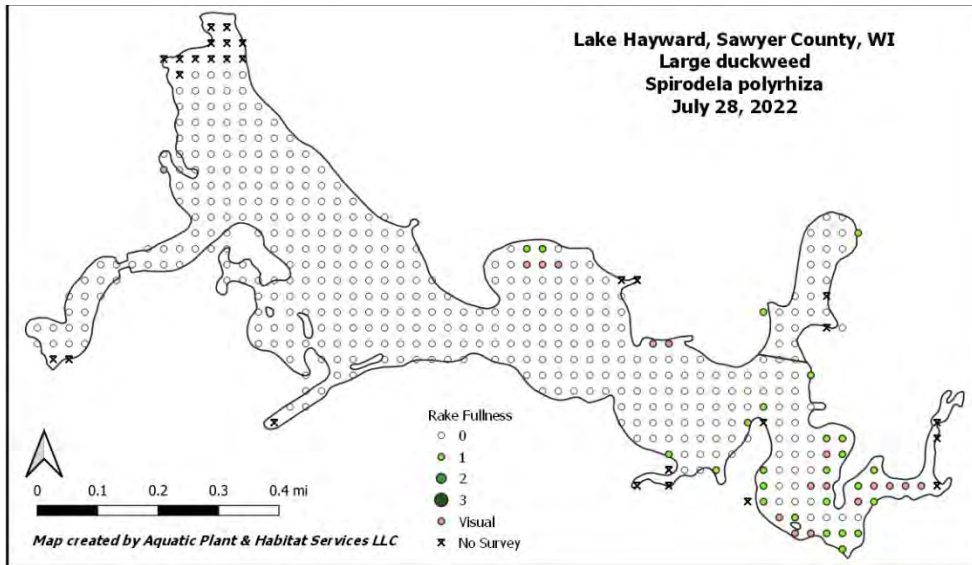 Lake Hayward, Sawyer County, WI
Large duckweed
Spirodela polyrhiza
July 28, 2022
Rake Fullness
0
1
2
3
Visual
No Survey
0 0.1 0.2 0.3 0.4 mi
Map created by Aquatic Plant & Habitat Services LLC